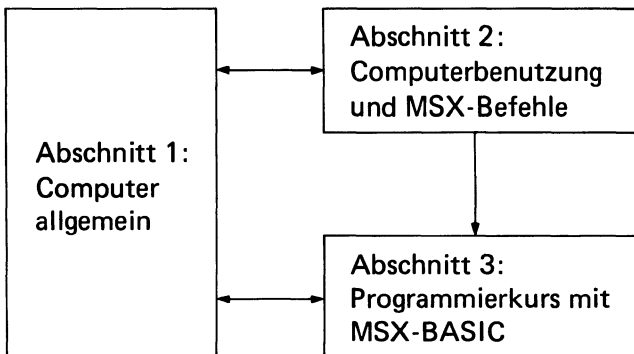 Abschnitt 1:
Computer
allgemein
Abschnitt 2:
Computerbenutzung
und MSX-Befehle
Abschnitt 3:
Programmierkurs mit
MSX-BASIC